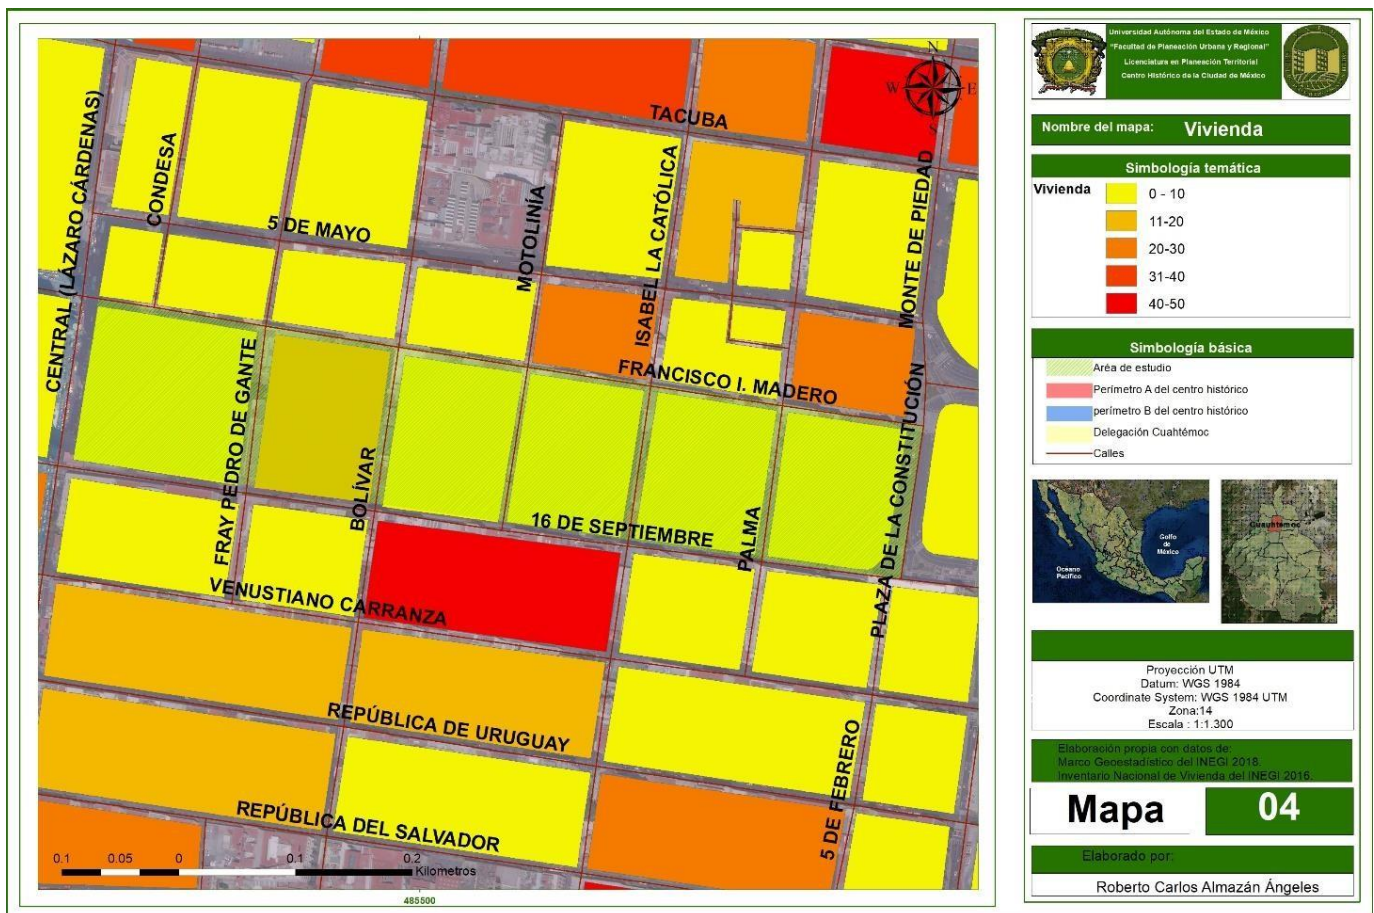 TACUBA
CENTRAL (LÁZARO CÁRDENAS)
CONDESA
5 DE MAYO
MOTOLINÍA
ISABEL LA CATÓLICA
MONTE DE PIEDAD
N
W
E
S
FRAY PEDRO DE GANTE
BOLÍVAR
FRANCISCO I. MADERO
16 DE SEPTIEMBRE
PALMA
PLAZA DE LA CONSTITUCIÓN
VENUSTIANO CARRANZA
REPÚBLICA DE URUGUAY
5 DE FEBRERO
REPÚBLICA DEL SALVADOR
0.1 0.05 0 0.1 0.2
Kilometros
485500
Universidad Autónoma del Estado de México
"Facultad de Planeación Urbana y Regional"
Licenciatura en Planeación Territorial
Centro Histórico de la Ciudad de México
Nombre del mapa: Vivienda
Simbología temática
Vivienda
0 - 10
11-20
20-30
31-40
40-50
Simbología básica
Aréa de estudio
Perímetro A del centro histórico
perímetro B del centro histórico
Delegación Cuahtémoc
Calles
Golfo
de
México
Océano
Pacífico
Cuauhtémoc
Proyección UTM
Datum: WGS 1984
Coordinate System: WGS 1984 UTM
Zona:14
Escala : 1:1.300
Elaboración propia con datos de:
Marco Geoestadístico del INEGI 2018.
Inventario Nacional de Vivienda del INEGI 2016.
Mapa 04
Elaborado por:
Roberto Carlos Almazán Ángeles